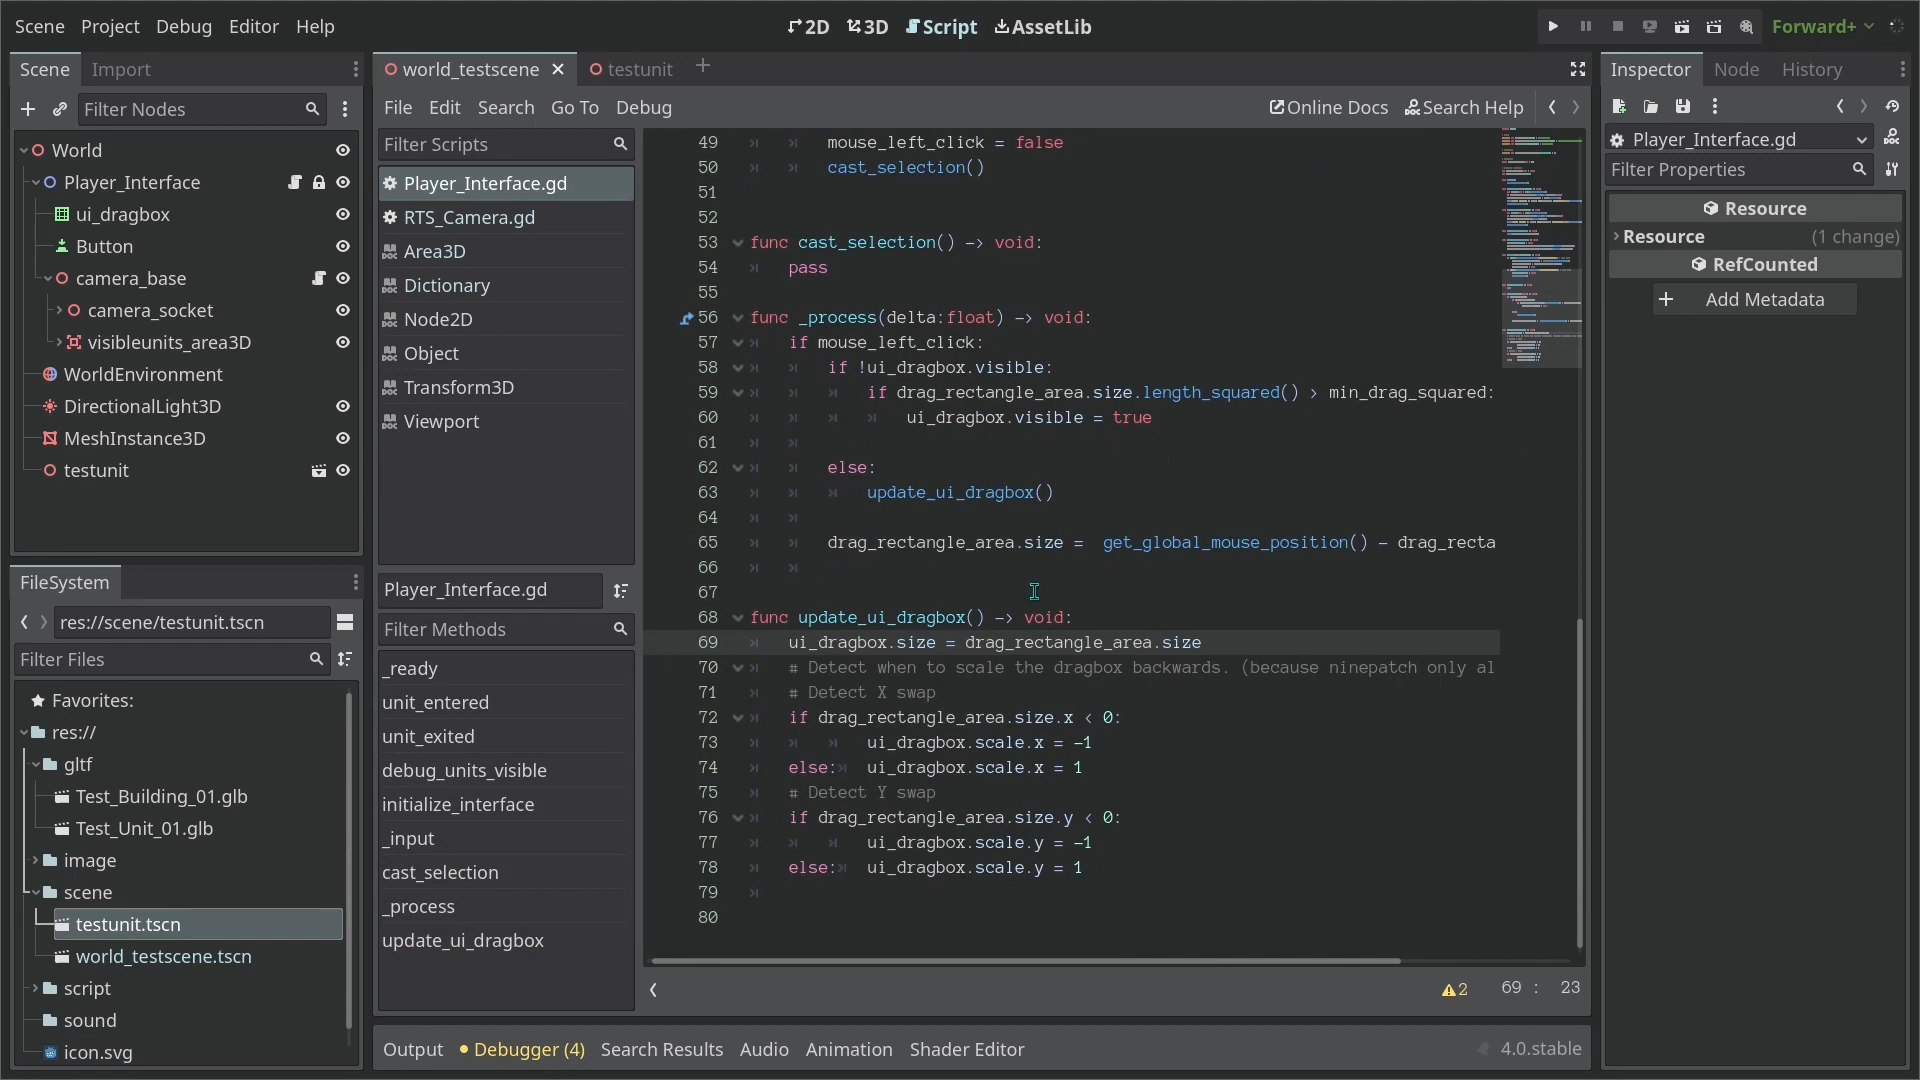 Scene Project Debug Editor Help
2D 3D Script AssetLib
Forward+
Scene Import
Filter Nodes
World
Player_Interface
ui_dragbox
Button
camera_base
camera_socket
visibleunits_area3D
WorldEnvironment
DirectionalLight3D
MeshInstance3D
testunit
FileSystem
res://scene/testunit.tscn
Filter Files
Favorites:
res://
gltf
Test_Building_01.glb
Test_Unit_01.glb
image
scene
testunit.tscn
world_testscene.tscn
script
sound
icon.svg
world_testscene testunit
File Edit Search Go To Debug
Online Docs Search Help
Filter Scripts
Player_Interface.gd
RTS_Camera.gd
Area3D
Dictionary
Node2D
Object
Transform3D
Viewport
Player_Interface.gd
Filter Methods
_ready
unit_entered
unit_exited
debug_units_visible
initialize_interface
_input
cast_selection
_process
update_ui_dragbox
49 mouse_left_click = false
50 cast_selection()
51
52
53 func cast_selection() -> void:
54 pass
55
56 func _process(delta:float) -> void:
57 if mouse_left_click:
58 if !ui_dragbox.visible:
59 if drag_rectangle_area.size.length_squared() > min_drag_squared:
60 ui_dragbox.visible = true
61
62 else:
63 update_ui_dragbox()
64
65 drag_rectangle_area.size = get_global_mouse_position() - drag_recta
66
67
68 func update_ui_dragbox() -> void:
69 ui_dragbox.size = drag_rectangle_area.size
70 # Detect when to scale the dragbox backwards. (because ninepatch only al
71 # Detect X swap
72 if drag_rectangle_area.size.x < 0:
73 ui_dragbox.scale.x = -1
74 else: ui_dragbox.scale.x = 1
75 # Detect Y swap
76 if drag_rectangle_area.size.y < 0:
77 ui_dragbox.scale.y = -1
78 else: ui_dragbox.scale.y = 1
79
80
2 69 : 23
Output Debugger (4) Search Results Audio Animation Shader Editor
4.0.stable
Inspector Node History
Player_Interface.gd
Filter Properties
Resource
Resource (1 change)
RefCounted
Add Metadata